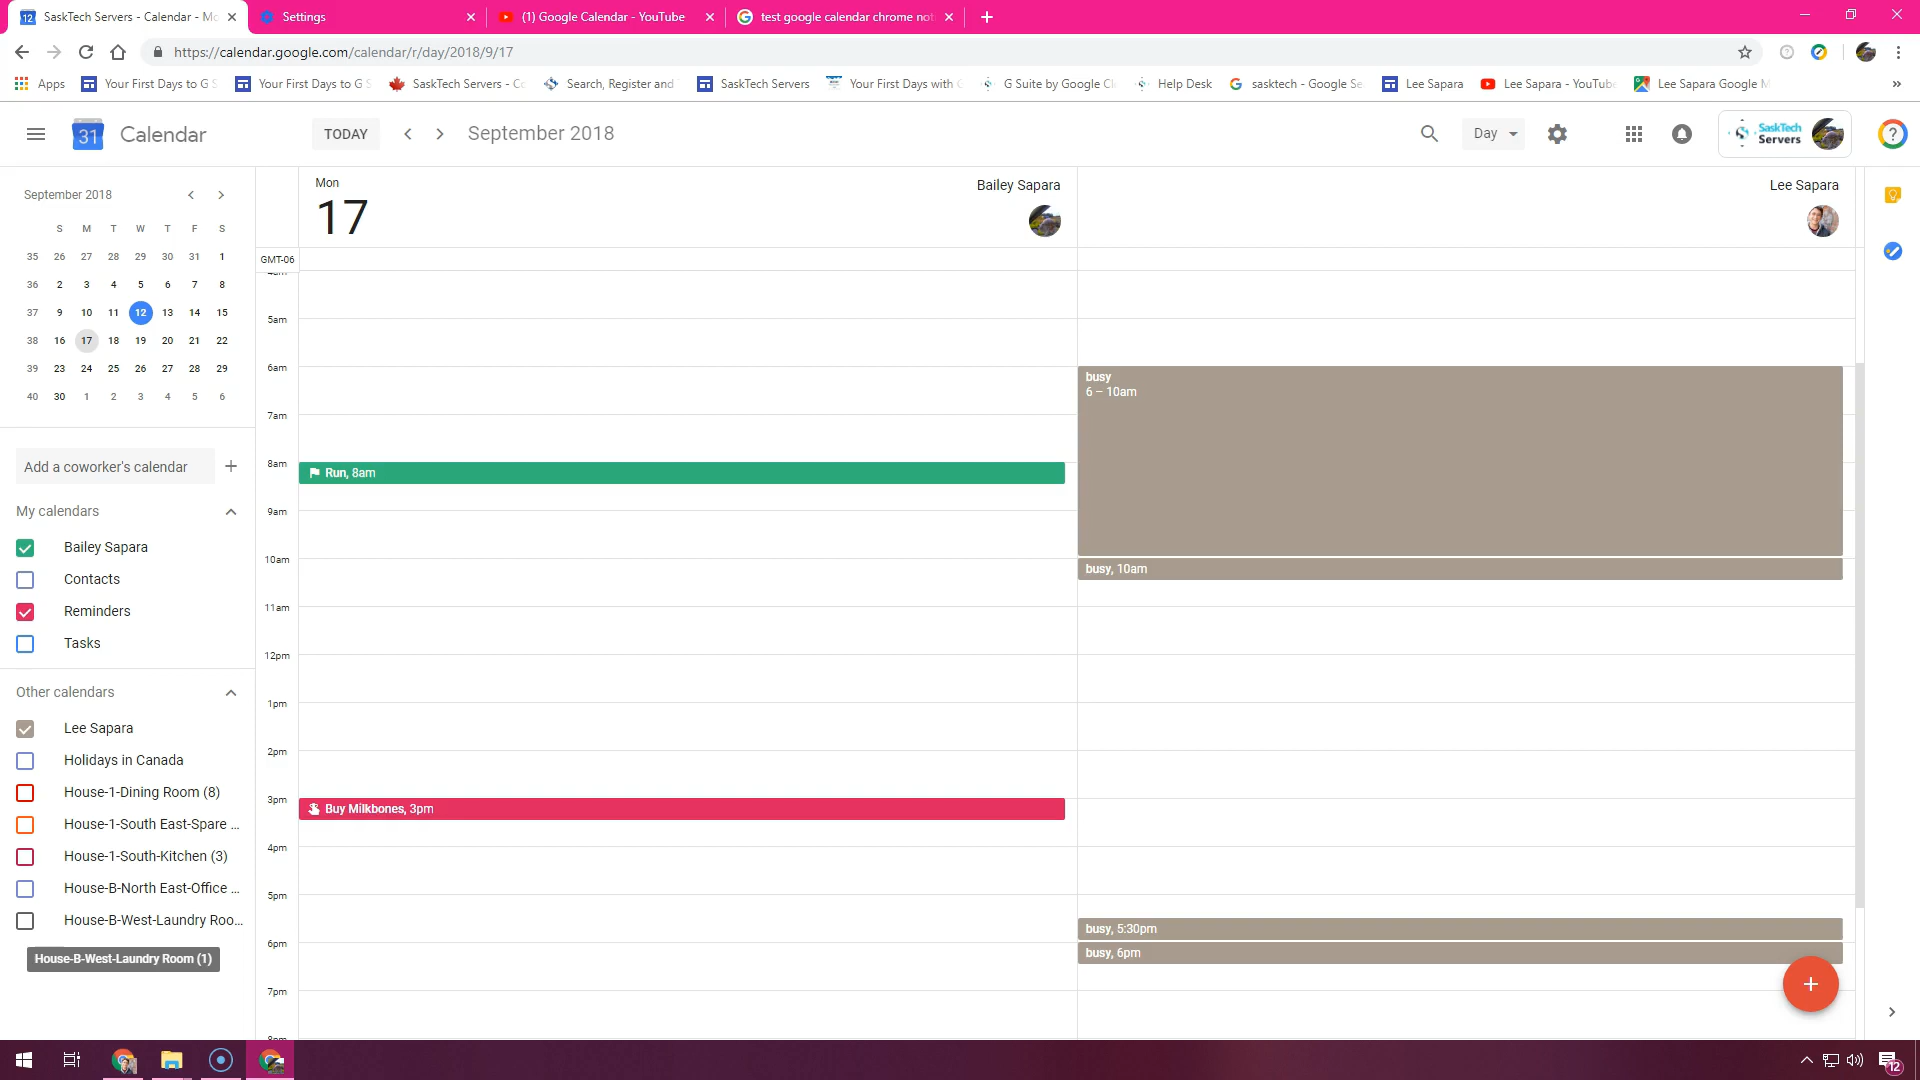 SaskTech Servers - Calendar - Mo
Settings
(1) Google Calendar - YouTube
test google calendar chrome not
https://calendar.google.com/calendar/r/day/2018/9/17
Apps
Your First Days to G S
Your First Days to G S
SaskTech Servers - Co
Search, Register and
SaskTech Servers
Your First Days with G
G Suite by Google Cl
Help Desk
sasktech - Google Se
Lee Sapara
Lee Sapara - YouTube
Lee Sapara Google M
31
Calendar
TODAY
September 2018
Day
SaskTech
Servers
September 2018
S M T W T F S
35 26 27 28 29 30 31 1
36 2 3 4 5 6 7 8
37 9 10 11 12 13 14 15
38 16 17 18 19 20 21 22
39 23 24 25 26 27 28 29
40 30 1 2 3 4 5 6
Add a coworker's calendar
My calendars
Bailey Sapara
Contacts
Reminders
Tasks
Other calendars
Lee Sapara
Holidays in Canada
House-1-Dining Room (8)
House-1-South East-Spare ...
House-1-South-Kitchen (3)
House-B-North East-Office ...
House-B-West-Laundry Roo...
House-B-West-Laundry Room (1)
Mon
17
Bailey Sapara
Lee Sapara
GMT-06
4am
5am
6am
7am
8am
9am
10am
11am
12pm
1pm
2pm
3pm
4pm
5pm
6pm
7pm
8pm
Run, 8am
Buy Milkbones, 3pm
busy
6 – 10am
busy, 10am
busy, 5:30pm
busy, 6pm
12